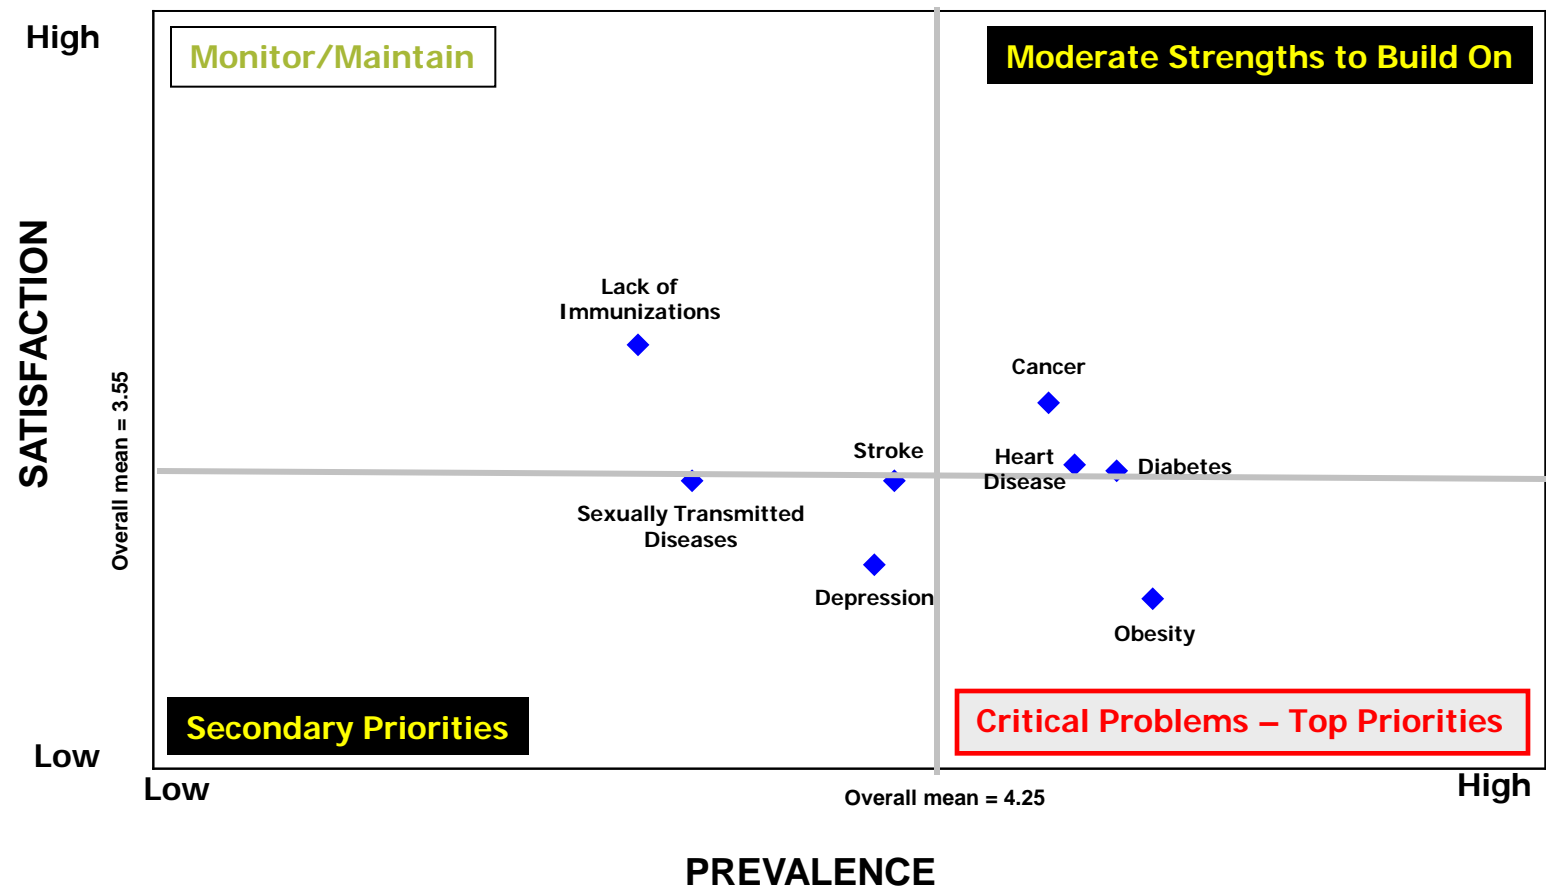 High
Monitor/Maintain
Moderate Strengths to Build On
SATISFACTION
Overall mean = 3.55
Lack of
Immunizations
Cancer
Stroke
Heart
Disease
Diabetes
Sexually Transmitted
Diseases
Depression
Obesity
Secondary Priorities
Critical Problems – Top Priorities
Low
Low
Overall mean = 4.25
High
PREVALENCE